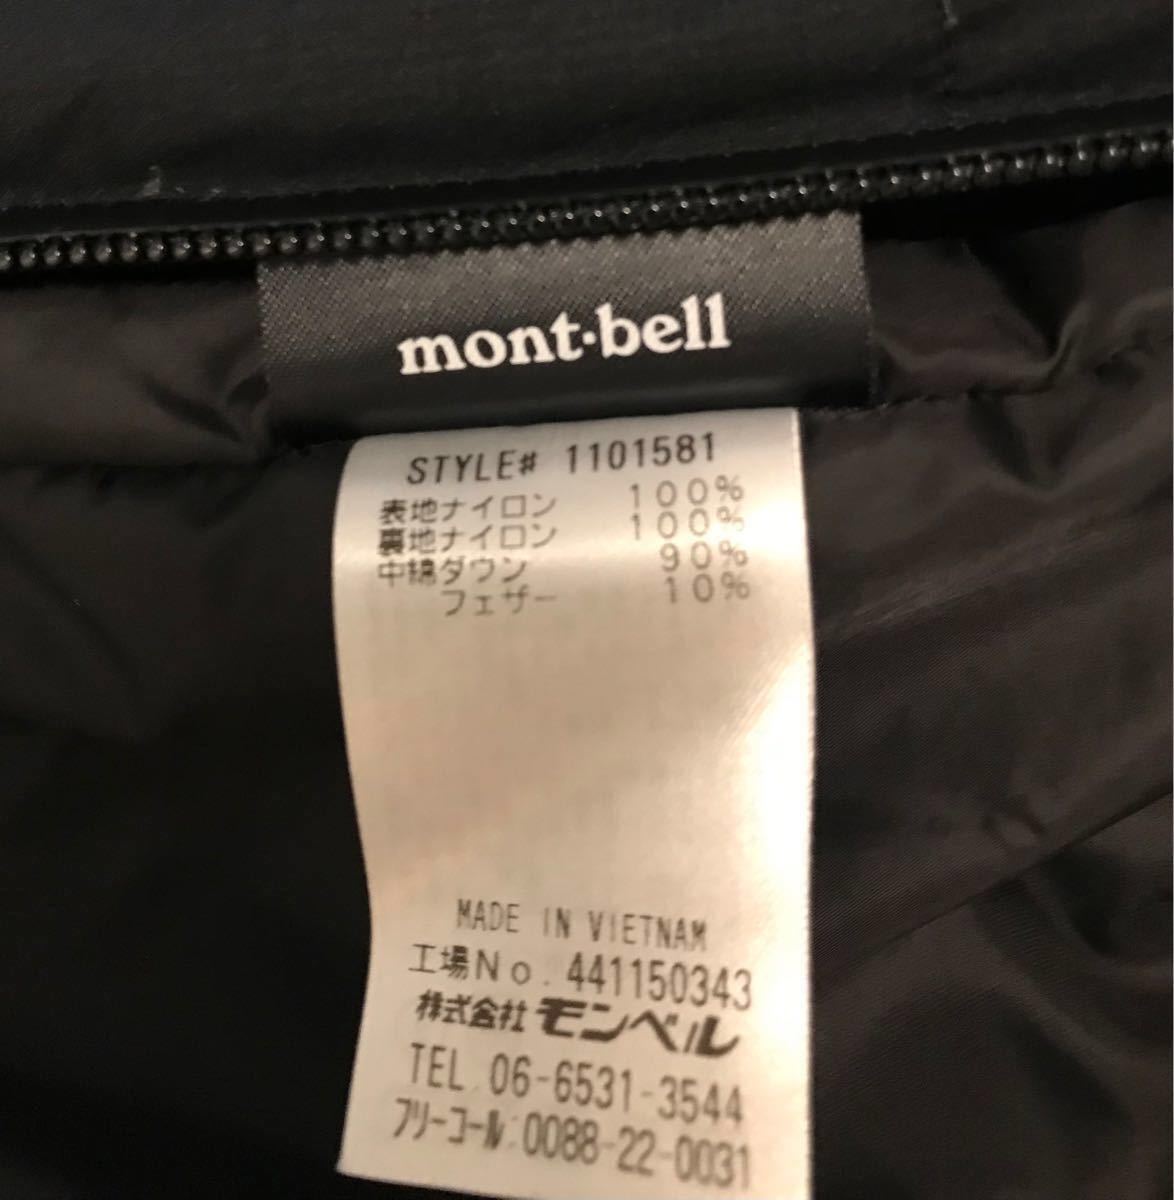 mont-bell
STYLE# 1101581
表地ナイロン 100%
裏地ナイロン 100%
中綿ダウン 90%
フェザー 10%
MADE IN VIETNAM
工場No. 441150343
株式会社モンベル
TEL 06-6531-3544
フリーコール:0088-22-0031